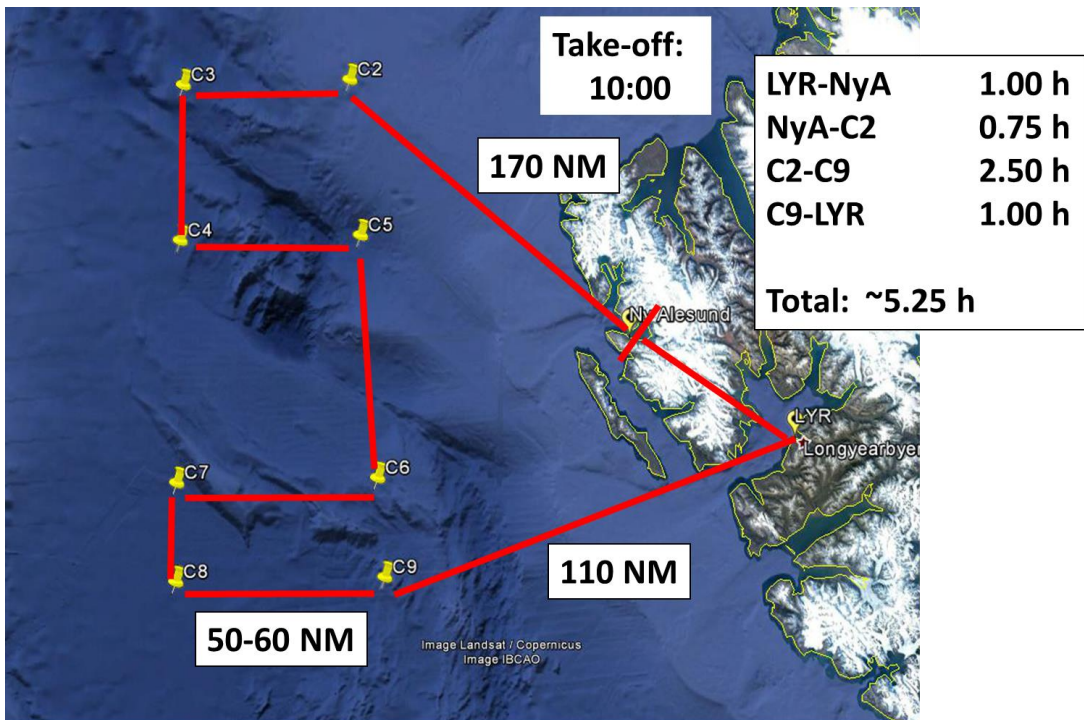 C3
C2
Take-off:
10:00
LYR-NyA 1.00 h
NyA-C2 0.75 h
C2-C9 2.50 h
C9-LYR 1.00 h
Total: ~5.25 h
170 NM
C4
C5
Ny Alesund
LYR
Longyearbyen
C7
C6
C8
C9
110 NM
50-60 NM
Image Landsat / Copernicus
Image IBCAO